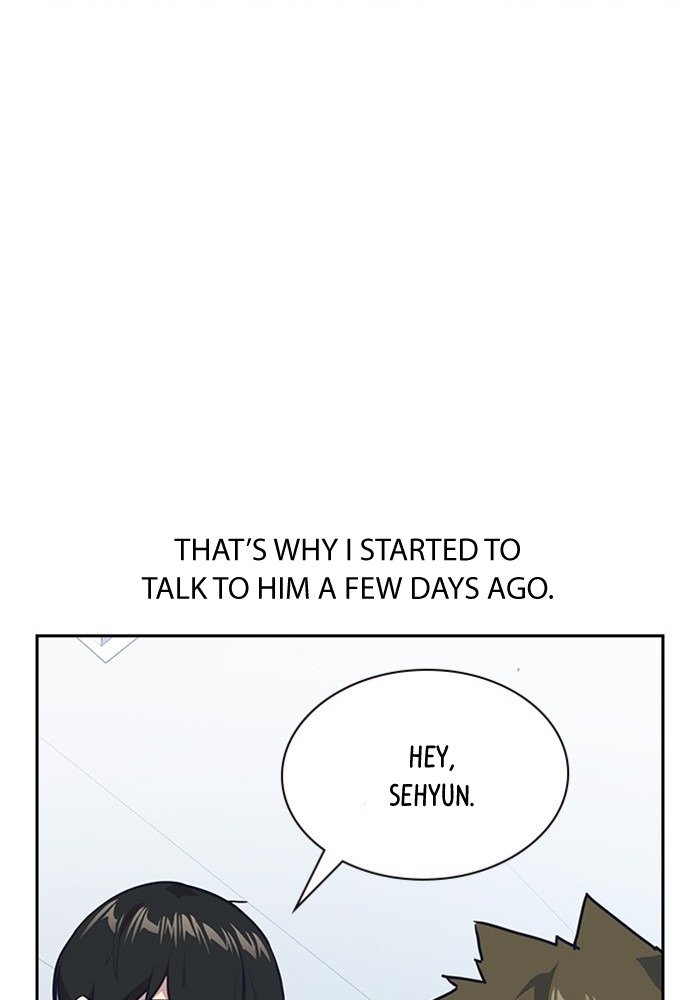 THAT'S WHY I STARTED TO
TALK TO HIM A FEW DAYS AGO.
HEY,
SEHYUN.